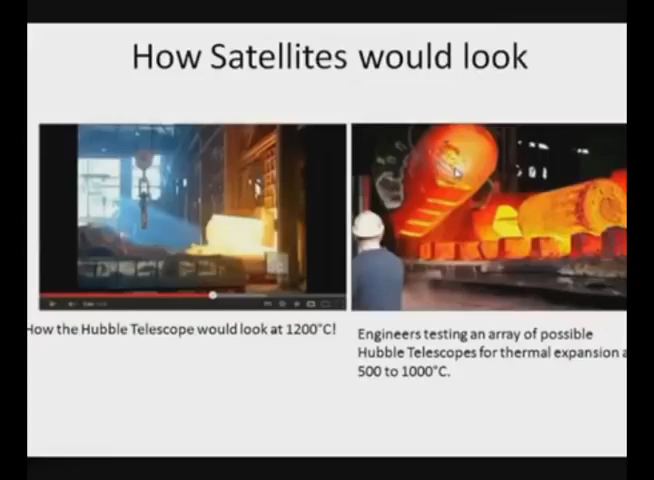 How Satellites would look
How the Hubble Telescope would look at 1200°C!
Engineers testing an array of possible
Hubble Telescopes for thermal expansion a
500 to 1000°C.